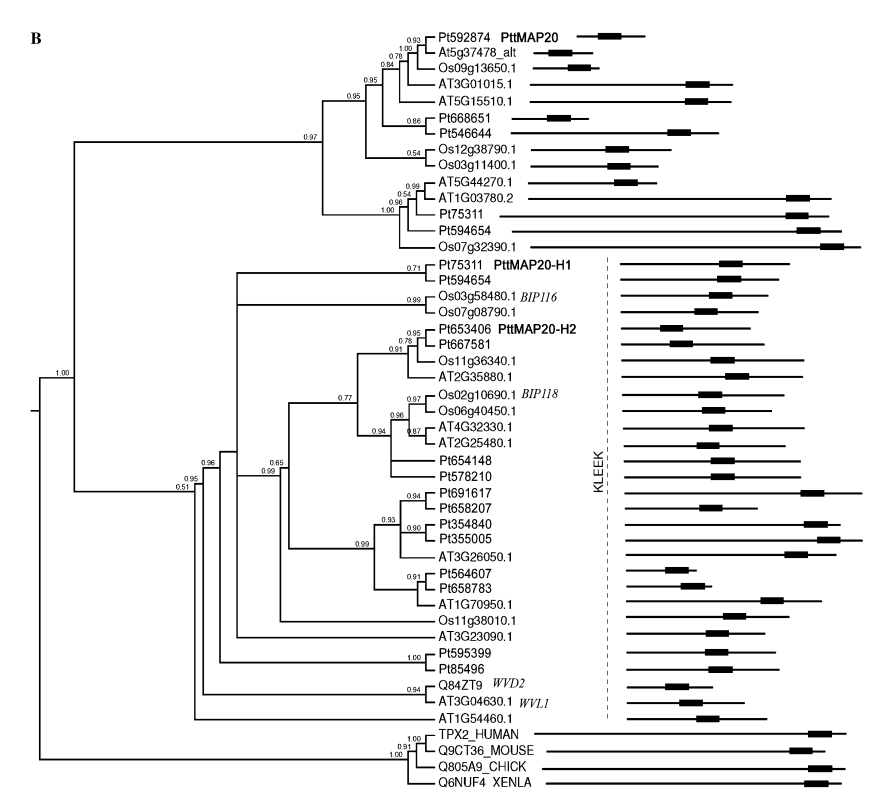 B
Pt592874 PttMAP20
0.93
At5g37478_alt
1.00
Os09g13650.1
0.78
0.84
AT3G01015.1
0.95
AT5G15510.1
0.95
Pt668651
0.86
Pt546644
0.97
Os12g38790.1
0.54
Os03g11400.1
AT5G44270.1
0.99
AT1G03780.2
0.54
0.96
Pt75311
1.00
Pt594654
Os07g32390.1
Pt75311 PttMAP20-H1
0.71
Pt594654
Os03g58480.1 BIP116
0.99
Os07g08790.1
Pt653406 PttMAP20-H2
0.95
Pt667581
0.78
0.91
Os11g36340.1
AT2G35880.1
1.00
Os02g10690.1 BIP118
0.97
0.77
Os06g40450.1
0.96
AT4G32330.1
0.94
0.87
AT2G25480.1
Pt654148
0.65
0.96
0.99
Pt578210
0.95
0.51
KLEEK
Pt691617
0.94
Pt658207
0.93
Pt354840
0.90
Pt355005
0.99
AT3G26050.1
Pt564607
0.91
Pt658783
AT1G70950.1
Os11g38010.1
AT3G23090.1
Pt595399
1.00
Pt85496
Q84ZT9 WVD2
0.94
AT3G04630.1 WVL1
AT1G54460.1
TPX2_HUMAN
1.00
Q9CT36_MOUSE
0.91
1.00
Q805A9_CHICK
Q6NUF4_XENLA